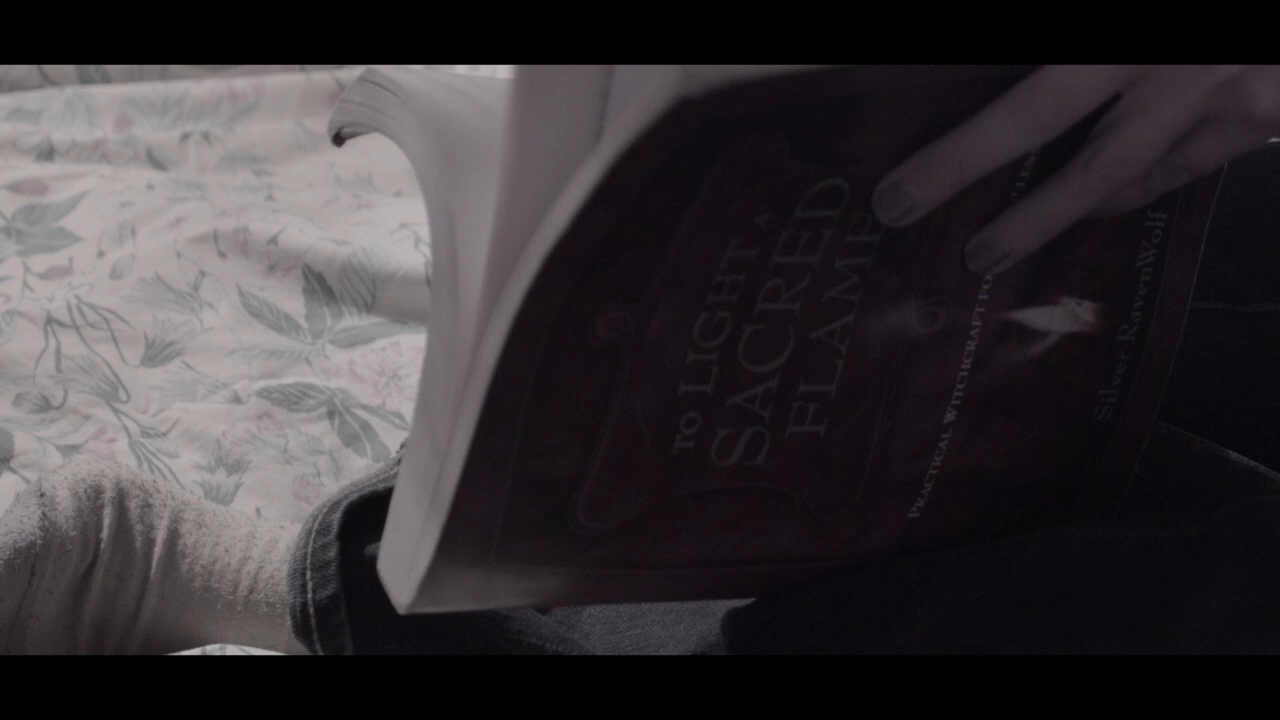 TO LIGHT A
SACRED
FLAME
PRACTICAL WITCHCRAFT
Silver RavenWolf